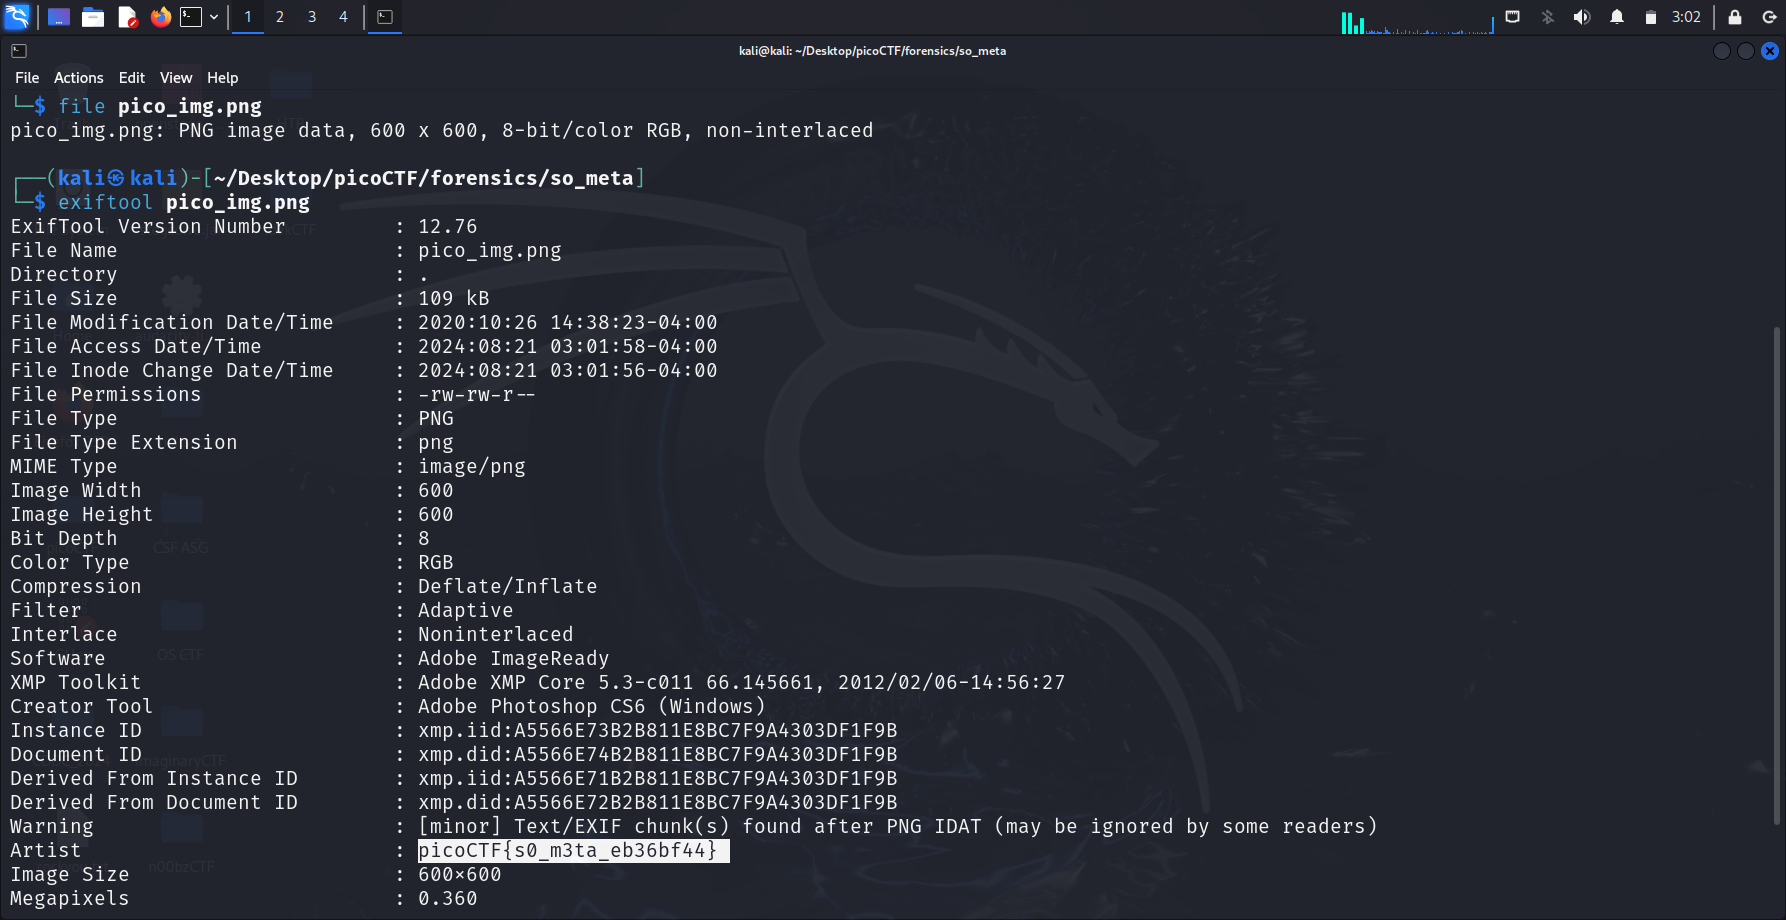 1 2 3 4 3:02
kali@kali: ~/Desktop/picoCTF/forensics/so_meta
File Actions Edit View Help
└─$ file pico_img.png
pico_img.png: PNG image data, 600 x 600, 8-bit/color RGB, non-interlaced
┌──(kali㉿kali)-[~/Desktop/picoCTF/forensics/so_meta]
└─$ exiftool pico_img.png
ExifTool Version Number : 12.76
File Name : pico_img.png
Directory : .
File Size : 109 kB
File Modification Date/Time : 2020:10:26 14:38:23-04:00
File Access Date/Time : 2024:08:21 03:01:58-04:00
File Inode Change Date/Time : 2024:08:21 03:01:56-04:00
File Permissions : -rw-rw-r--
File Type : PNG
File Type Extension : png
MIME Type : image/png
Image Width : 600
Image Height : 600
Bit Depth : 8
Color Type : RGB
Compression : Deflate/Inflate
Filter : Adaptive
Interlace : Noninterlaced
Software : Adobe ImageReady
XMP Toolkit : Adobe XMP Core 5.3-c011 66.145661, 2012/02/06-14:56:27
Creator Tool : Adobe Photoshop CS6 (Windows)
Instance ID : xmp.iid:A5566E73B2B811E8BC7F9A4303DF1F9B
Document ID : xmp.did:A5566E74B2B811E8BC7F9A4303DF1F9B
Derived From Instance ID : xmp.iid:A5566E71B2B811E8BC7F9A4303DF1F9B
Derived From Document ID : xmp.did:A5566E72B2B811E8BC7F9A4303DF1F9B
Warning : [minor] Text/EXIF chunk(s) found after PNG IDAT (may be ignored by some readers)
Artist : picoCTF{s0_m3ta_eb36bf44}
Image Size : 600×600
Megapixels : 0.360
CSF ASG
OS CTF
n00bzCTF